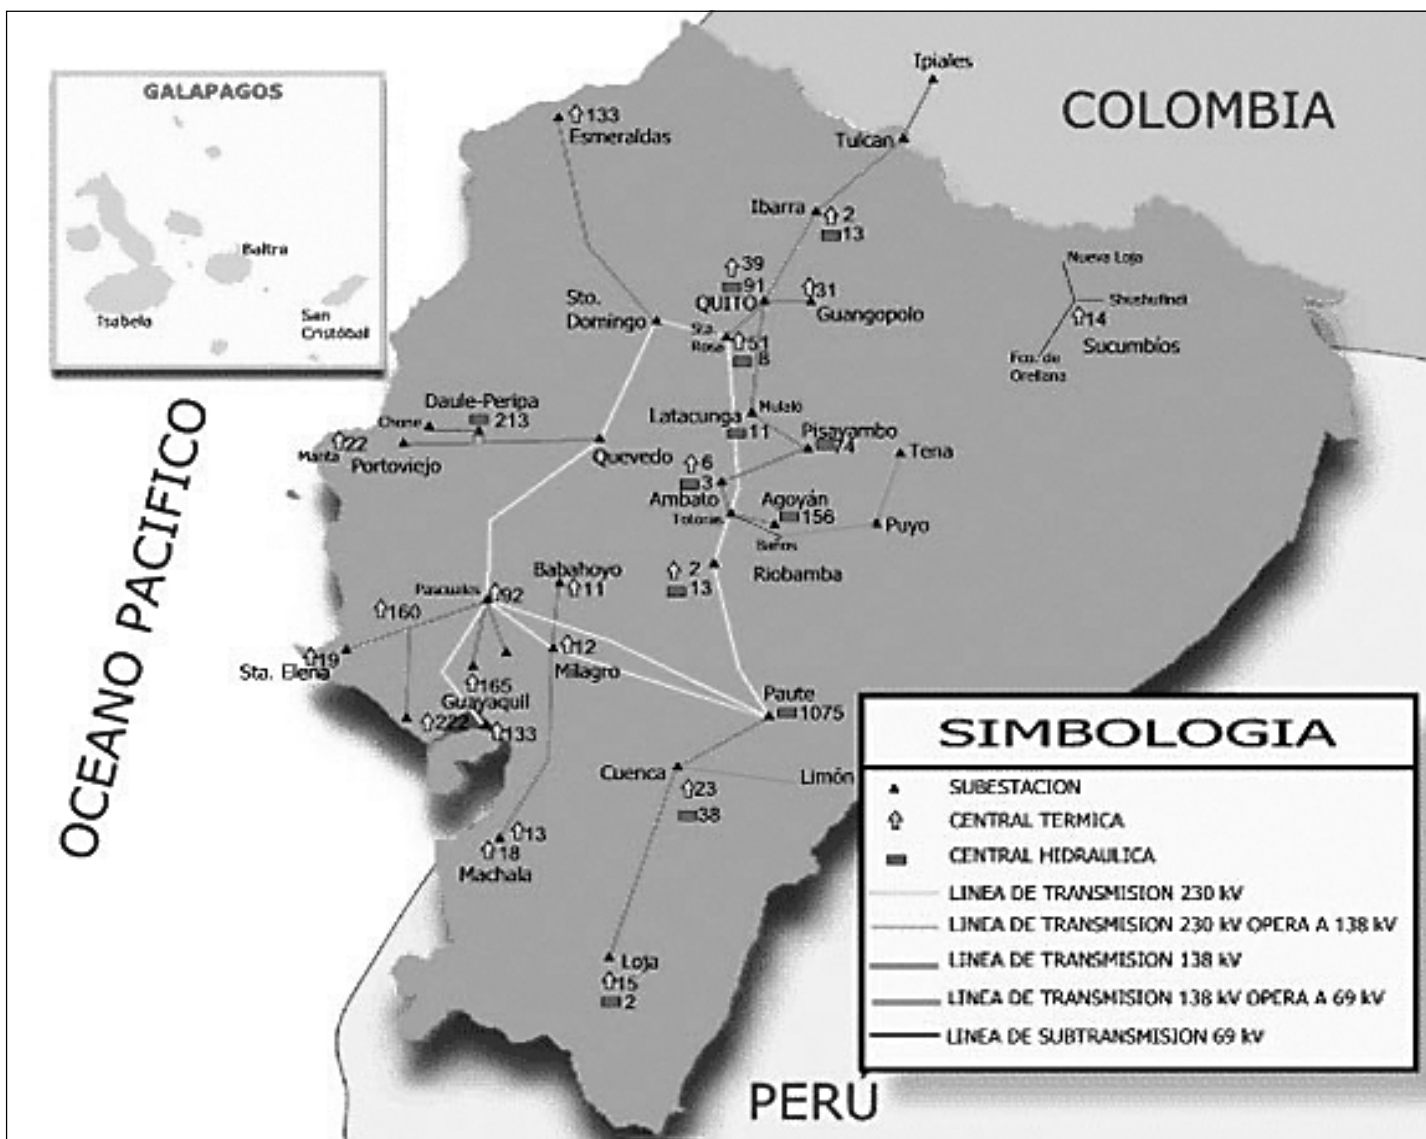 GALAPAGOS
Baltra
Isabela
San
Cristóbal
OCEANO PACIFICO
COLOMBIA
PERÚ
Ipiales
Tulcan
133
Esmeraldas
Ibarra
2
13
39
91
QUITO
31
Guangopolo
Sto.
Domingo
Sta.
Rosa
51
8
Nueva Loja
Shushufindi
14
Sucumbíos
Fco. de
Orellana
Daule-Peripa
213
Chone
22
Manta
Portoviejo
Quevedo
Latacunga
11
Mulaló
Pisayambo
74
Tena
6
3
Ambato
Totoras
Agoyán
156
Baños
Puyo
2
13
Riobamba
Babahoyo
11
Pascuales
92
160
19
Sta. Elena
12
Milagro
165
Guayaquil
222
133
Paute
1075
Cuenca
23
38
Limón
13
18
Machala
Loja
15
2
SIMBOLOGIA
SUBESTACION
CENTRAL TERMICA
CENTRAL HIDRAULICA
LINEA DE TRANSMISION 230 kV
LINEA DE TRANSMISION 230 kV OPERA A 138 kV
LINEA DE TRANSMISION 138 kV
LINEA DE TRANSMISION 138 kV OPERA A 69 kV
LINEA DE SUBTRANSMISION 69 kV